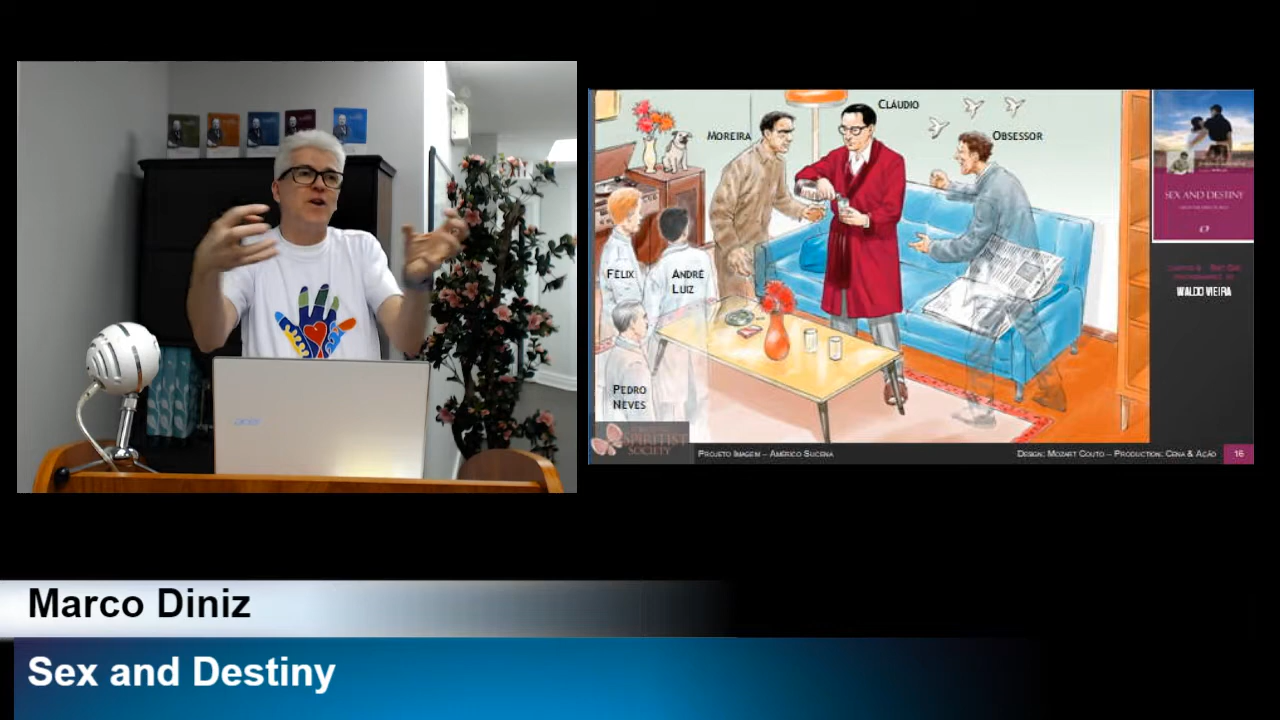 MOREIRA
CLÁUDIO
OBSESSOR
FÉLIX
ANDRÉ
LUIZ
PEDRO
NEVES
SEX AND DESTINY
WALDO VIEIRA
SPIRITIST
SOCIETY
PROJETO IMAGEM – AMÉRICO SUCENA
DESIGN: MOZART COUTO – PRODUCTION: CENA & AÇÃO
16
acer
Marco Diniz
Sex and Destiny